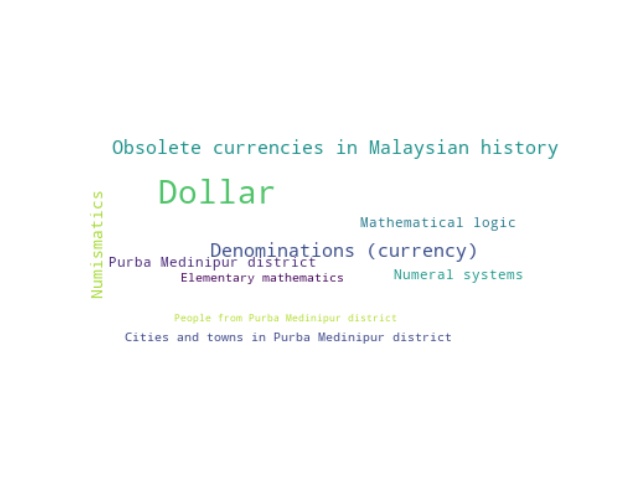 Obsolete currencies in Malaysian history
Dollar
Numismatics
Mathematical logic
Denominations (currency)
Purba Medinipur district
Elementary mathematics
Numeral systems
People from Purba Medinipur district
Cities and towns in Purba Medinipur district